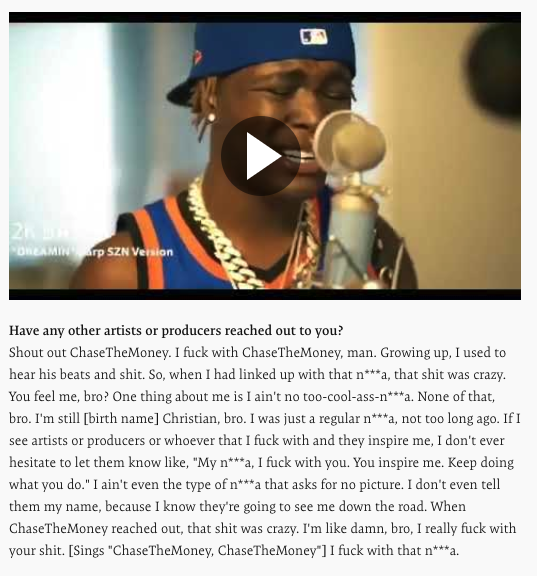 "DREAMIN" Harp SZN Version
Have any other artists or producers reached out to you?
Shout out ChaseTheMoney. I fuck with ChaseTheMoney, man. Growing up, I used to
hear his beats and shit. So, when I had linked up with that n***a, that shit was crazy.
You feel me, bro? One thing about me is I ain't no too-cool-ass-n***a. None of that,
bro. I'm still [birth name] Christian, bro. I was just a regular n***a, not too long ago. If I
see artists or producers or whoever that I fuck with and they inspire me, I don't ever
hesitate to let them know like, "My n***a, I fuck with you. You inspire me. Keep doing
what you do." I ain't even the type of n***a that asks for no picture. I don't even tell
them my name, because I know they're going to see me down the road. When
ChaseTheMoney reached out, that shit was crazy. I'm like damn, bro, I really fuck with
your shit. [Sings "ChaseTheMoney, ChaseTheMoney"] I fuck with that n***a.